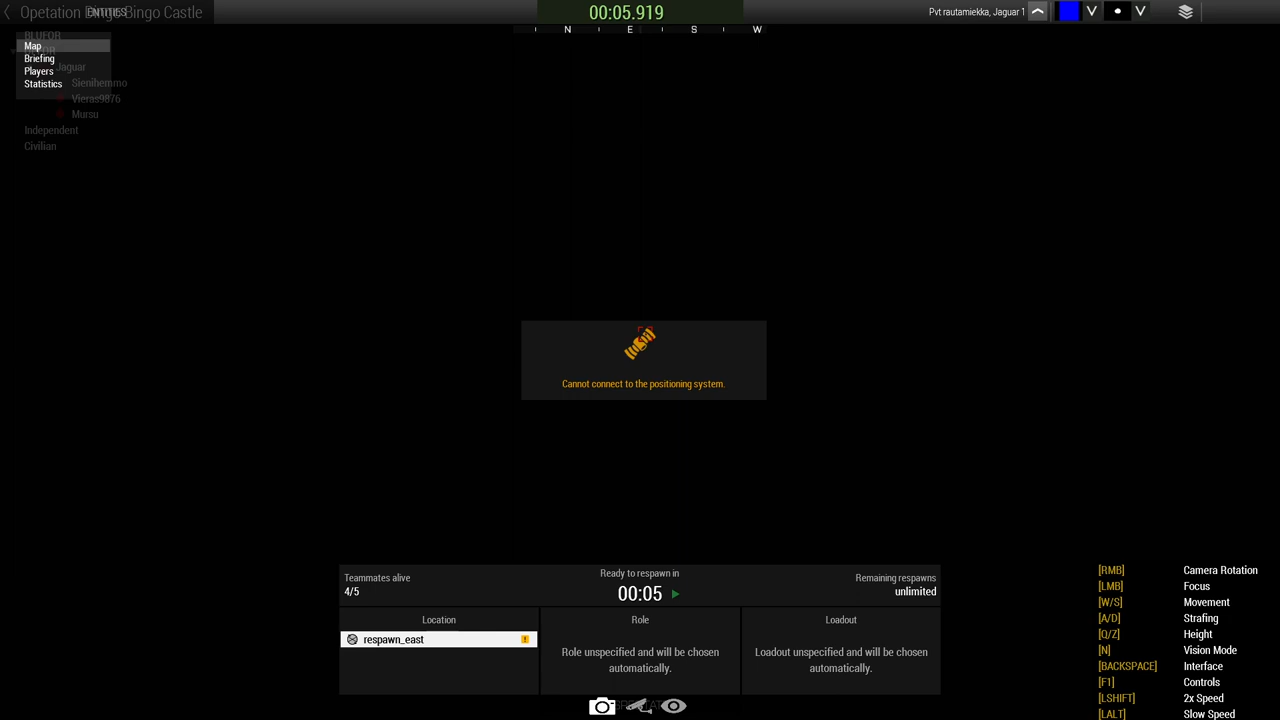 Opetation Dingo Bingo Castle
ENTITIES
00:05.919
Pvt rautamiekka, Jaguar 1
N E S W
BLUFOR
Map
Briefing
Jaguar
Players
Statistics
Sienihemmo
Vieras9876
Mursu
Independent
Civilian
Cannot connect to the positioning system.
Teammates alive
4/5
Ready to respawn in
00:05
Remaining respawns
unlimited
Location
respawn_east
Role
Role unspecified and will be chosen
automatically.
Loadout
Loadout unspecified and will be chosen
automatically.
[RMB] Camera Rotation
[LMB] Focus
[W/S] Movement
[A/D] Strafing
[Q/Z] Height
[N] Vision Mode
[BACKSPACE] Interface
[F1] Controls
[LSHIFT] 2x Speed
[LALT] Slow Speed